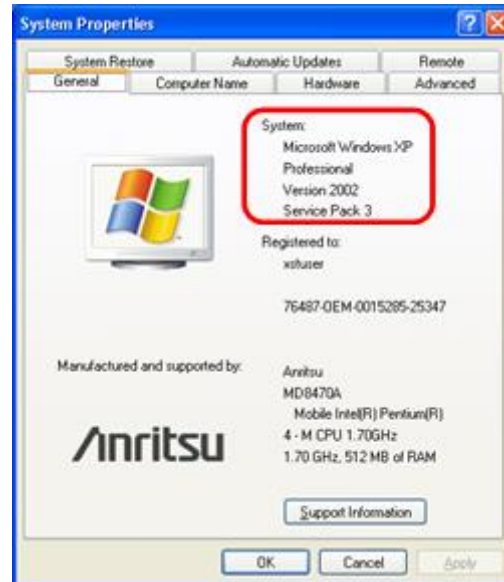 System Properties
System Restore Automatic Updates Remote
General Computer Name Hardware Advanced
System:
Microsoft Windows XP
Professional
Version 2002
Service Pack 3
Registered to:
xstuser
76487-OEM-0015285-25347
Manufactured and supported by:
Anritsu
MD8470A
Mobile Intel(R) Pentium(R)
4 - M CPU 1.70GHz
1.70 GHz, 512 MB of RAM
Anritsu
Support Information
OK Cancel Apply